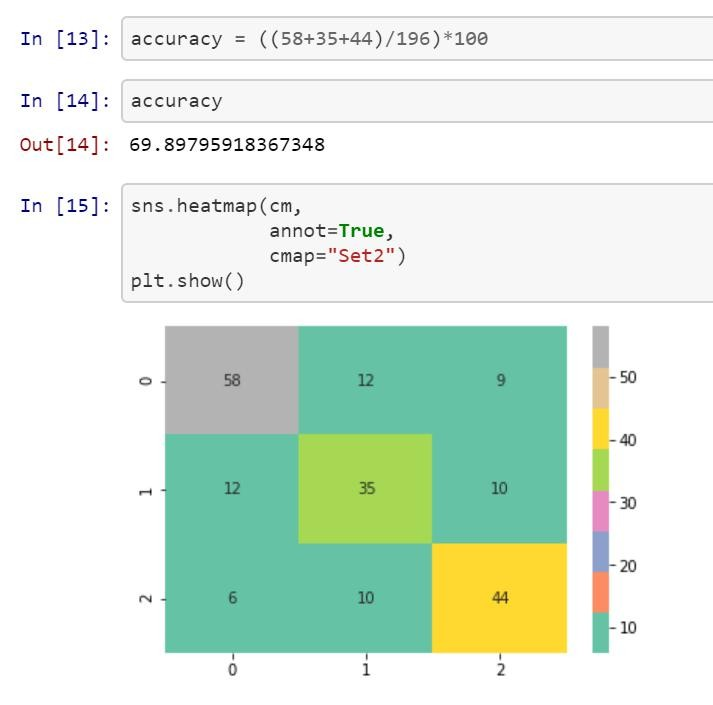 In [13]: accuracy = ((58+35+44)/196)*100
In [14]: accuracy
Out[14]: 69.89795918367348
In [15]: sns.heatmap(cm,
annot=True,
cmap="Set2")
plt.show()
0 58 12 9
1 12 35 10
2 6 10 44
0 1 2
50
40
30
20
10